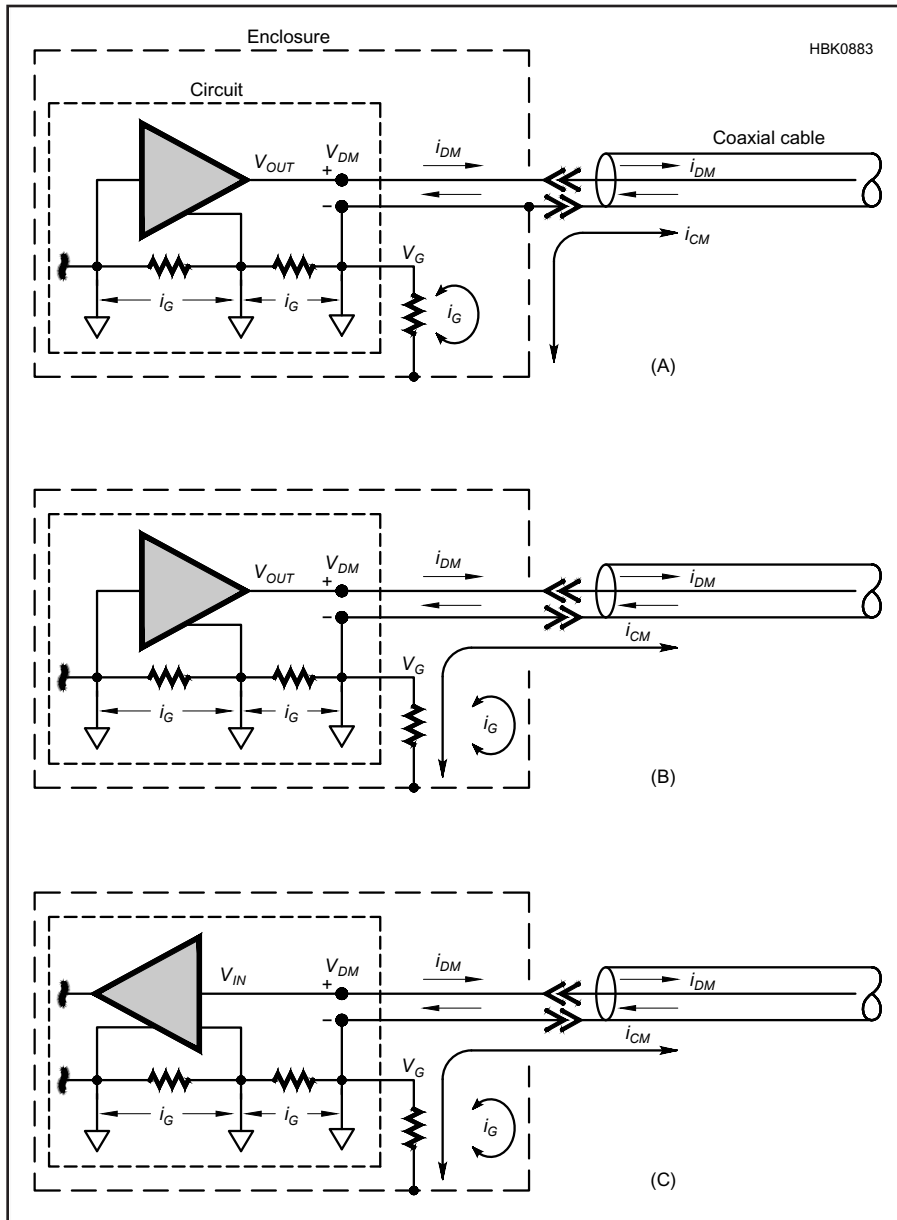 Enclosure
HBK0883
Circuit
Coaxial cable
V_OUT
V_DM
i_DM
i_DM
+
–
i_CM
V_G
i_G
i_G
i_G
(A)
V_OUT
V_DM
i_DM
i_DM
+
–
i_CM
V_G
i_G
i_G
i_G
(B)
V_IN
V_DM
i_DM
i_DM
+
–
i_CM
V_G
i_G
i_G
i_G
(C)